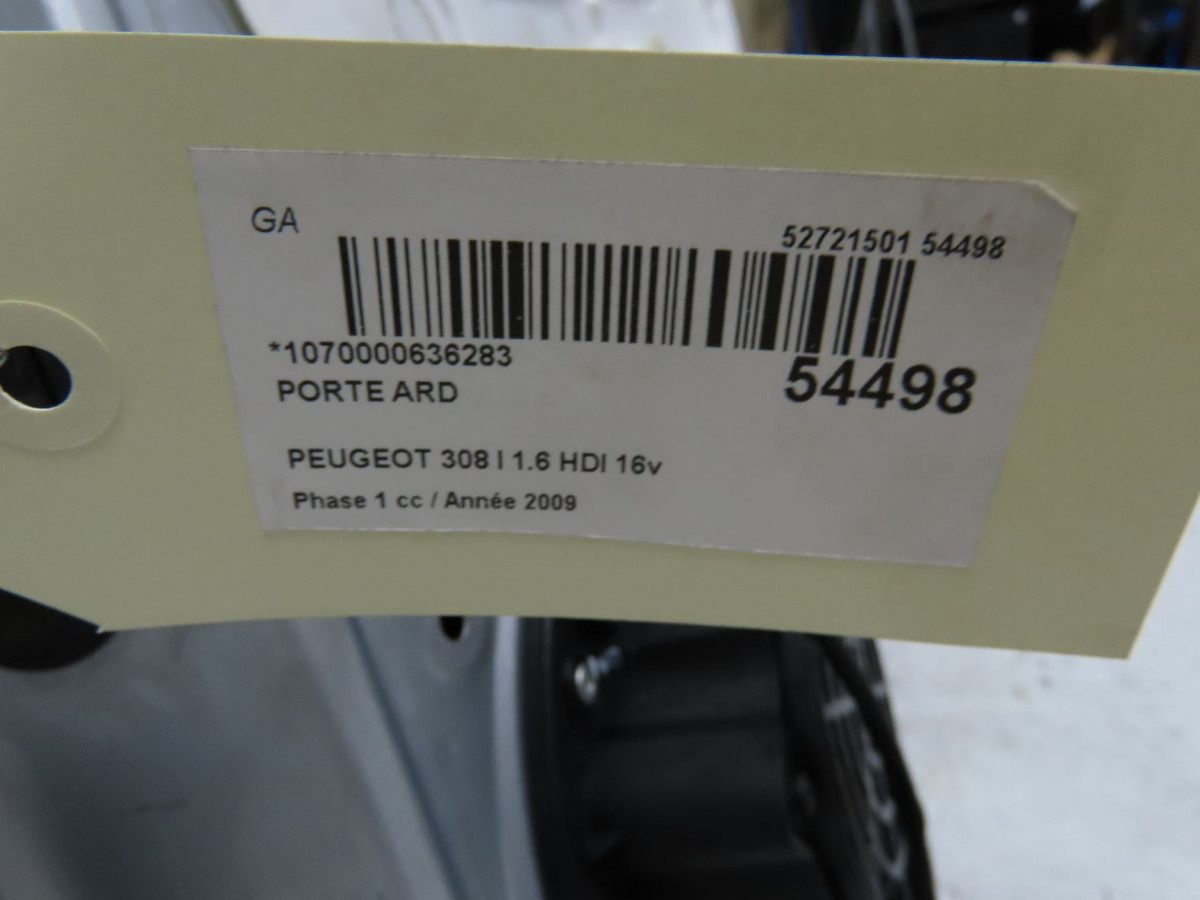 GA
52721501 54498
*1070000636283
54498
PORTE ARD
PEUGEOT 308 I 1.6 HDI 16v
Phase 1 cc / Année 2009